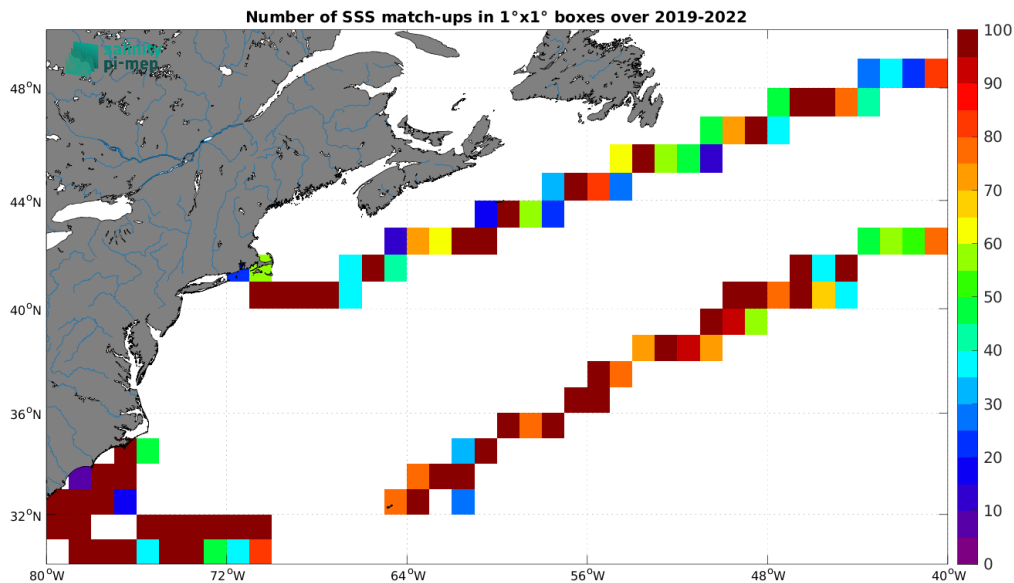 Number of SSS match-ups in 1°x1° boxes over 2019-2022
salinity
pi-mep
48°N
44°N
40°N
36°N
32°N
80°W 72°W 64°W 56°W 48°W 40°W
100
90
80
70
60
50
40
30
20
10
0